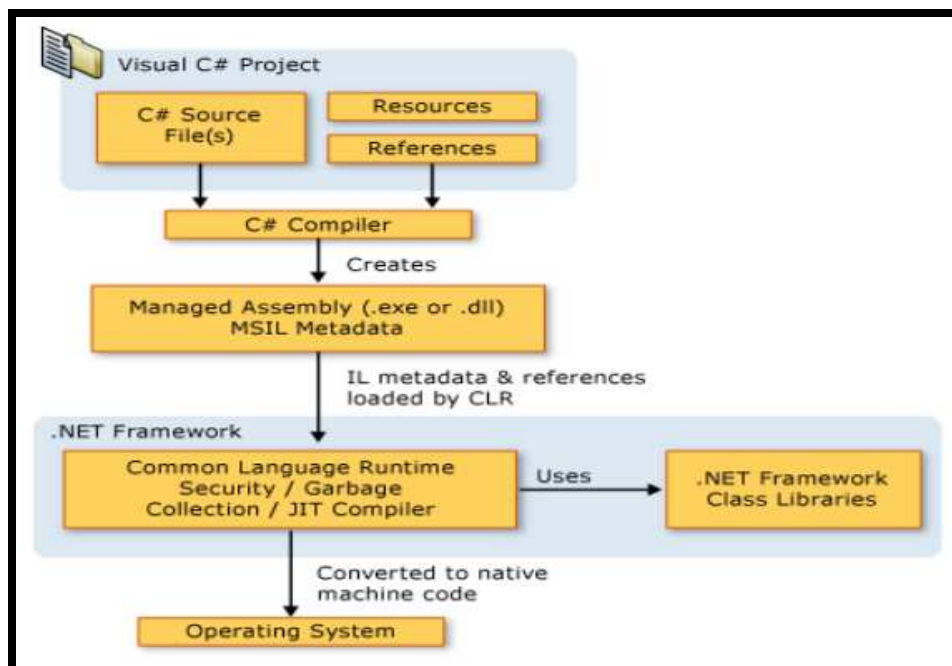 Visual C# Project
C# Source
File(s)
Resources
References
C# Compiler
Creates
Managed Assembly (.exe or .dll)
MSIL Metadata
IL metadata & references
loaded by CLR
.NET Framework
Common Language Runtime
Security / Garbage
Collection / JIT Compiler
Uses
.NET Framework
Class Libraries
Converted to native
machine code
Operating System